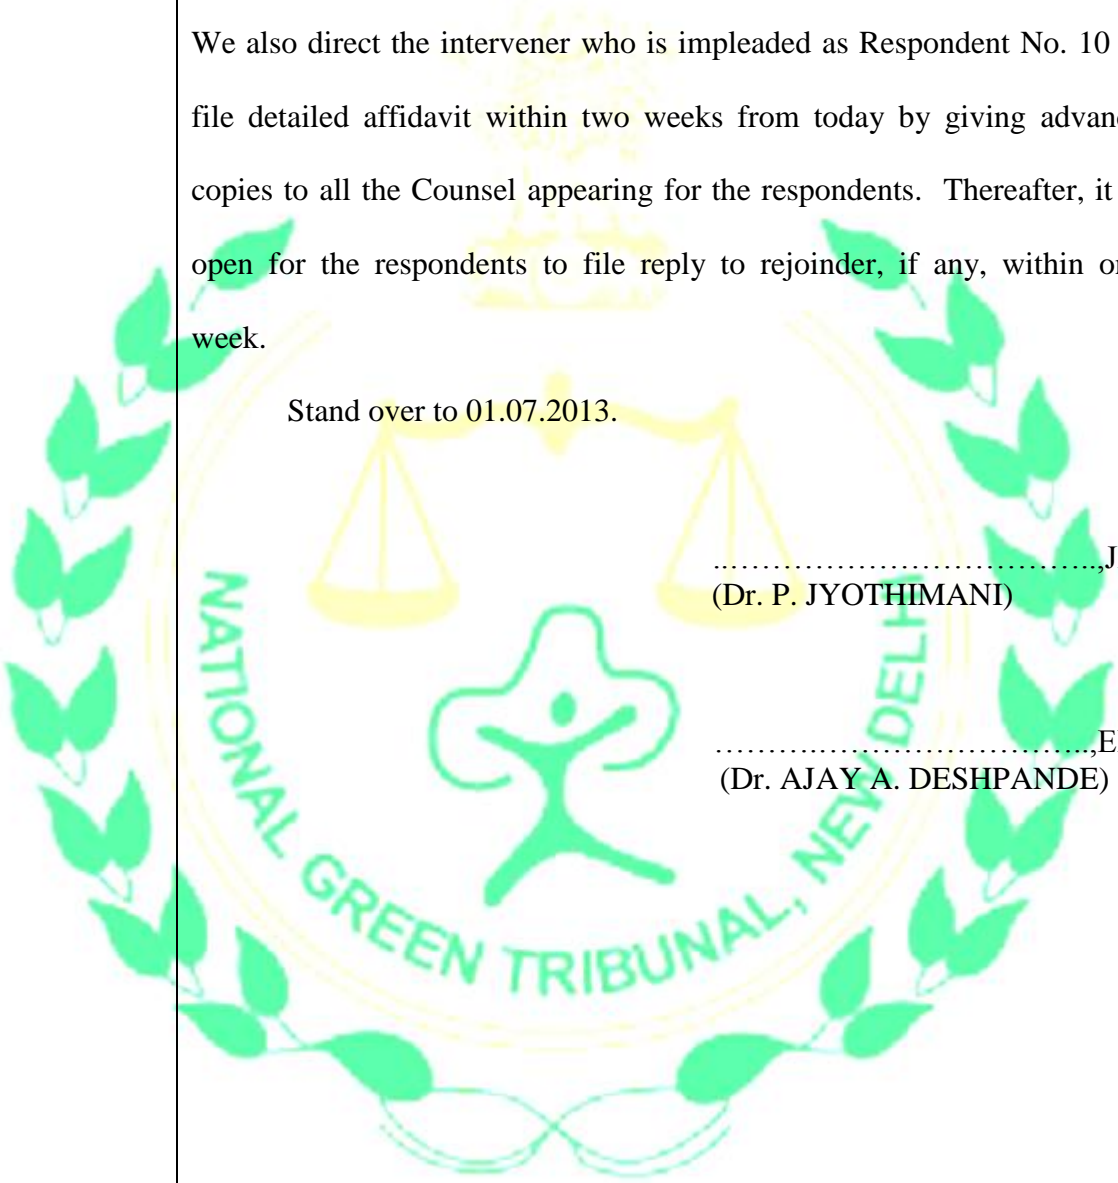 We also direct the intervener who is impleaded as Respondent No. 10
file detailed affidavit within two weeks from today by giving advan
copies to all the Counsel appearing for the respondents. Thereafter, it
open for the respondents to file reply to rejoinder, if any, within o
week.
Stand over to 01.07.2013.
..……………………………..,J
(Dr. P. JYOTHIMANI)
……….……………………..,E
(Dr. AJAY A. DESHPANDE)
NATIONAL GREEN TRIBUNAL, NEW DELHI